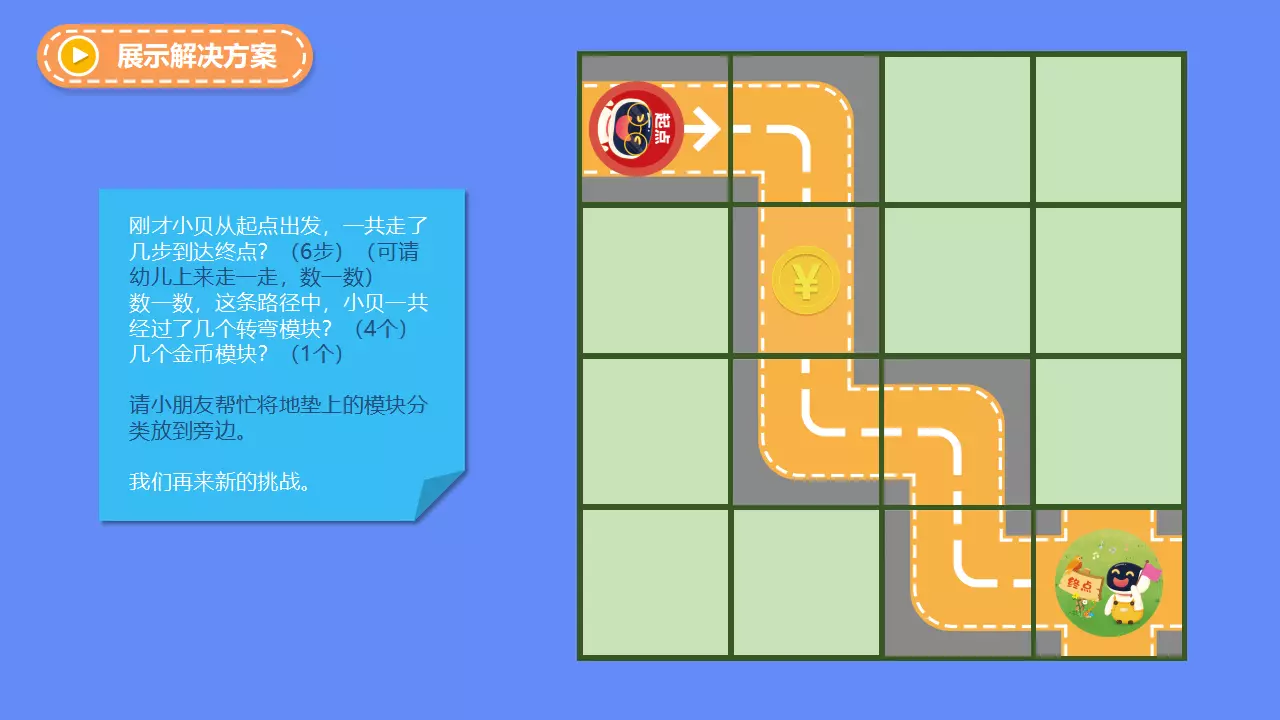 展示解决方案
刚才小贝从起点出发，一共走了
几步到达终点？（6步）（可请
幼儿上来走一走，数一数）
数一数，这条路径中，小贝一共
经过了几个转弯模块？（4个）
几个金币模块？（1个）
请小朋友帮忙将地垫上的模块分
类放到旁边。
我们再来新的挑战。
起点
¥
终点